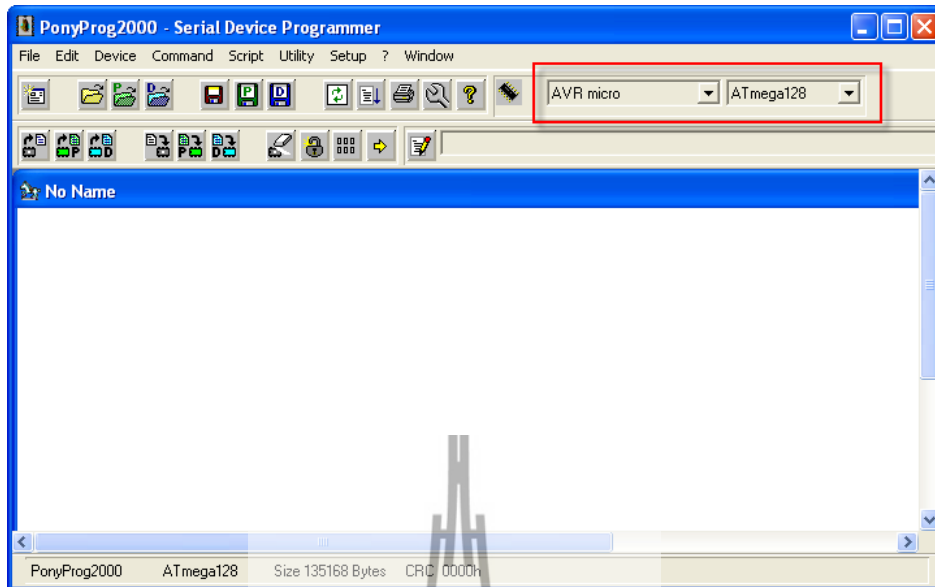 PonyProg2000 - Serial Device Programmer
File Edit Device Command Script Utility Setup ? Window
AVR micro ATmega128
No Name
PonyProg2000 ATmega128 Size 135168 Bytes CRC 0000h